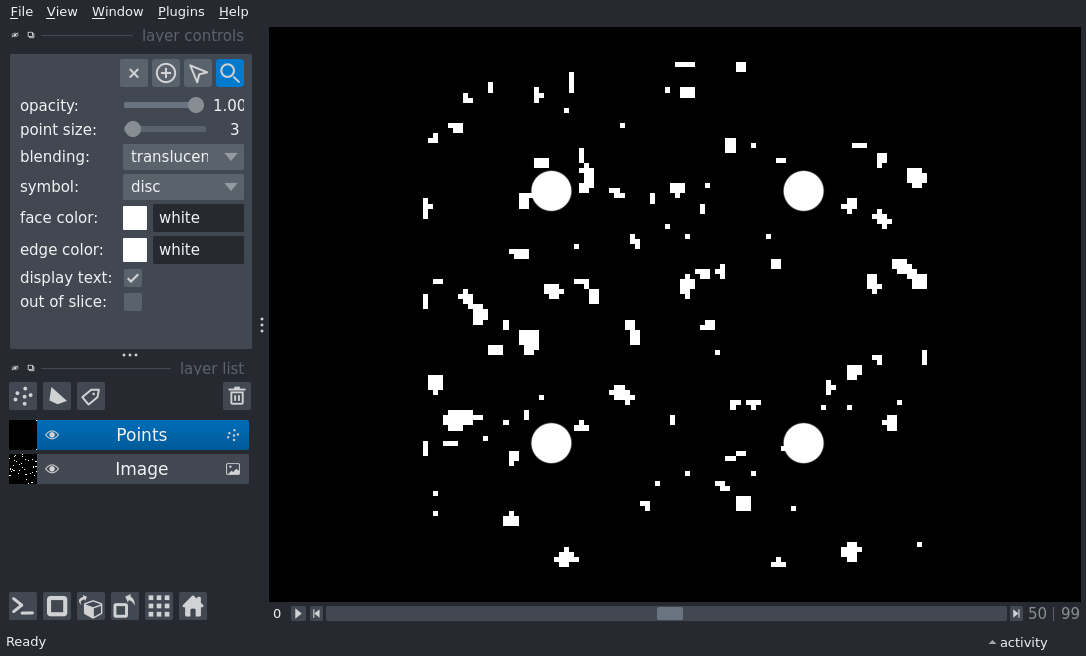 File View Window Plugins Help
layer controls
opacity: 1.00
point size: 3
blending: translucen
symbol: disc
face color: white
edge color: white
display text:
out of slice:
layer list
Points
Image
0 50 | 99
Ready activity